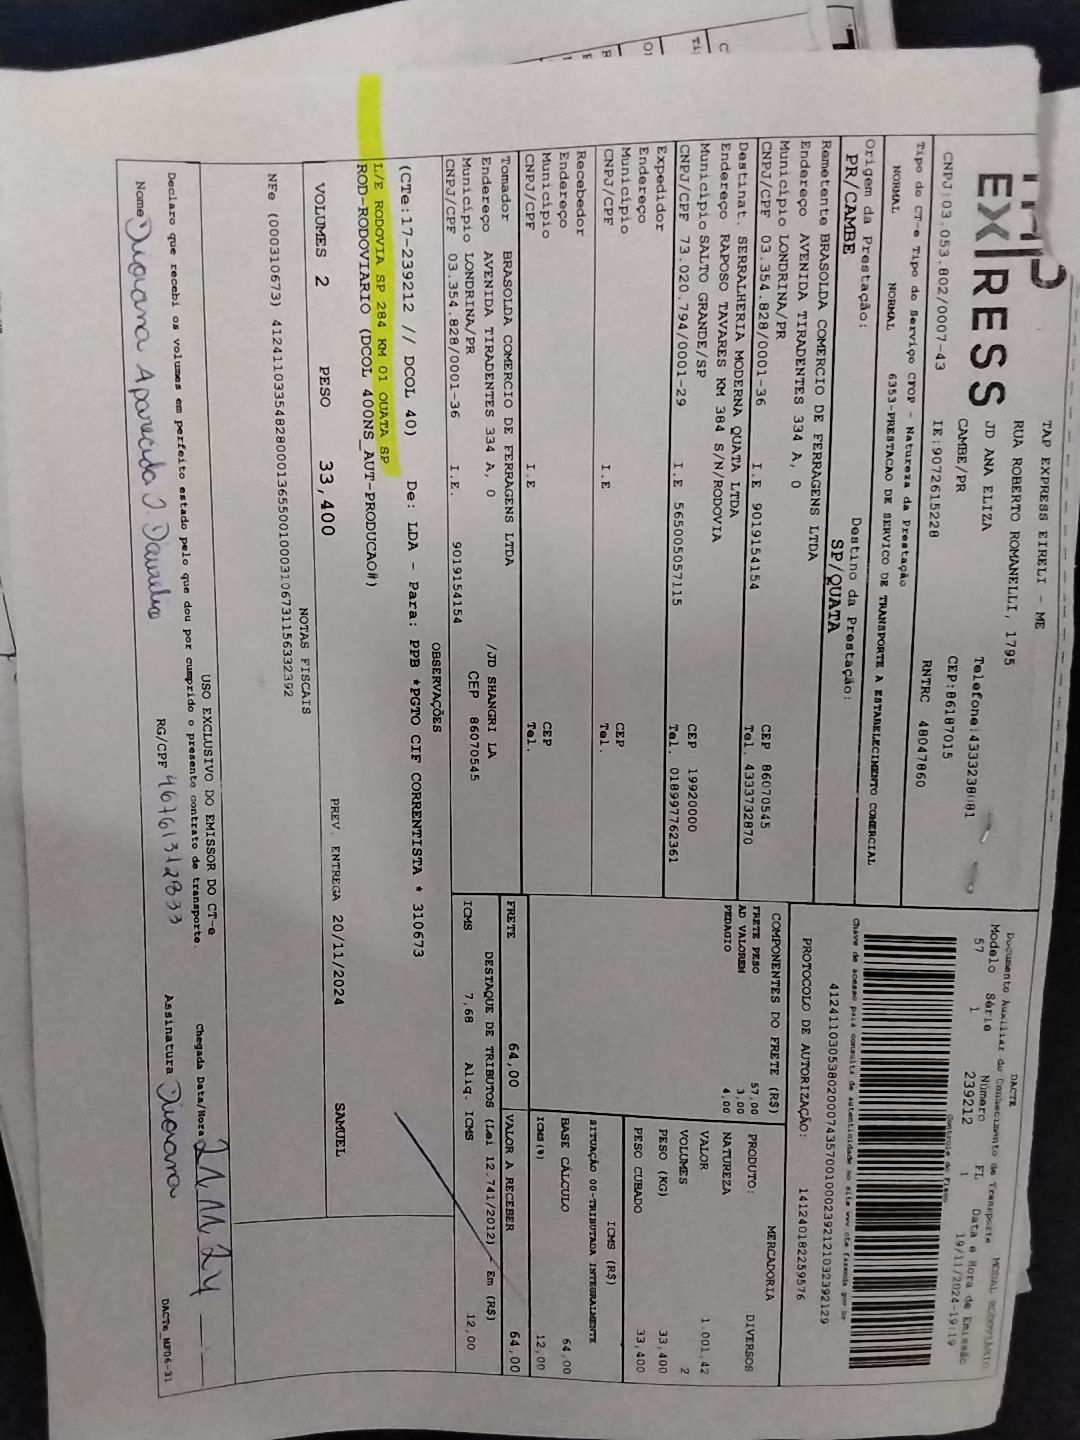 EXPRESS
TAP EXPRESS EIRELI - ME
RUA ROBERTO ROMANELLI, 1795
JD ANA ELIZA
Telefone:4333238081
CAMBE/PR
CEP:86187015
CNPJ:03.053.802/0007-43
IE:9072615228
RNTRC 48047860
DACTE
MODAL RODOVIÁRIO
Documento Auxiliar do Conhecimento de Transporte
Modelo Série Número FL Data e Hora de Emissão
57 1 239212 1 19/11/2024-19:19
Controle do Fisco
Chave de acesso para consulta de autenticidade no site www.cte.fazenda.gov.br
41241103053802000743570010002392121032392129
PROTOCOLO DE AUTORIZAÇÃO: 141240182259576
Tipo do CT-e Tipo do Serviço CFOP - Natureza da Prestação
NORMAL NORMAL 6353-PRESTACAO DE SERVICO DE TRANSPORTE A ESTABELECIMENTO COMERCIAL
Origem da Prestação: Destino da Prestação:
PR/CAMBE SP/QUATA
Remetente BRASOLDA COMERCIO DE FERRAGENS LTDA
Endereço AVENIDA TIRADENTES 334 A, 0
Município LONDRINA/PR CEP 86070545
CNPJ/CPF 03.354.828/0001-36 I.E 9019154154 Tel. 4333732870
Destinat. SERRALHERIA MODERNA QUATA LTDA
Endereço RAPOSO TAVARES KM 384 S/N/RODOVIA
Município SALTO GRANDE/SP CEP 19920000
CNPJ/CPF 73.020.794/0001-29 I.E 565005057115 Tel. 018997762361
Expedidor
Endereço
Município CEP
CNPJ/CPF I.E Tel.
Recebedor
Endereço
Município CEP
CNPJ/CPF I.E Tel.
Tomador BRASOLDA COMERCIO DE FERRAGENS LTDA
Endereço AVENIDA TIRADENTES 334 A, 0 /JD SHANGRI LA
Município LONDRINA/PR CEP 86070545
CNPJ/CPF 03.354.828/0001-36 I.E. 9019154154
COMPONENTES DO FRETE (R$)
FRETE PESO 57,00
AD VALOREM 3,00
PEDAGIO 4,00
MERCADORIA
PRODUTO: DIVERSOS
NATUREZA
VALOR 1.001,42
VOLUMES 2
PESO (KG) 33,400
PESO CUBADO 33,400
ICMS (R$)
SITUAÇÃO 00-TRIBUTADA INTEGRALMENTE
BASE CÁLCULO 64,00
ICMS(%) 12,00
FRETE 64,00
VALOR A RECEBER 64,00
DESTAQUE DE TRIBUTOS (Lei 12.741/2012) - Em (R$)
ICMS 7,68 Aliq. ICMS 12,00
OBSERVAÇÕES
(CTe:17-239212 // DCOL 40) De: LDA - Para: PPB *PGTO CIF CORRENTISTA * 310673
L/E RODOVIA SP 284 KM 01 QUATA SP
ROD-RODOVIARIO (DCOL 400NS_AUT-PRODUCAO#)
VOLUMES 2 PESO 33,400 PREV. ENTREGA 20/11/2024 SAMUEL
NOTAS FISCAIS
NFe (000310673) 41241103354828000136550010003106731156332392
USO EXCLUSIVO DO EMISSOR DO CT-e
Declaro que recebi os volumes em perfeito estado pelo que dou por cumprido o presente contrato de transporte.
Chegada Data/Hora 21 11 24
Nome Diovana Aparecida
RG/CPF 46761312833
Assinatura Diovana
DACTe_MP06-31